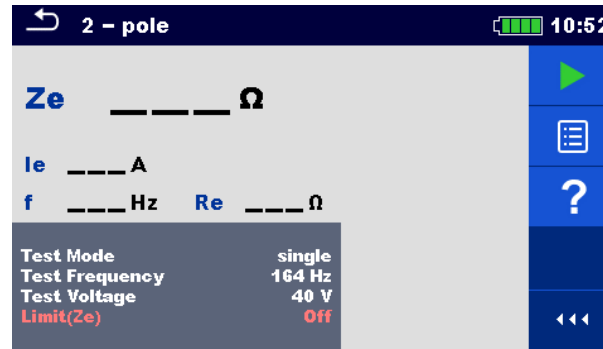 2 – pole 10:52
Ze ___ Ω
Ie ___ A
f ___ Hz Re ___ Ω
?
Test Mode single
Test Frequency 164 Hz
Test Voltage 40 V
Limit(Ze) Off